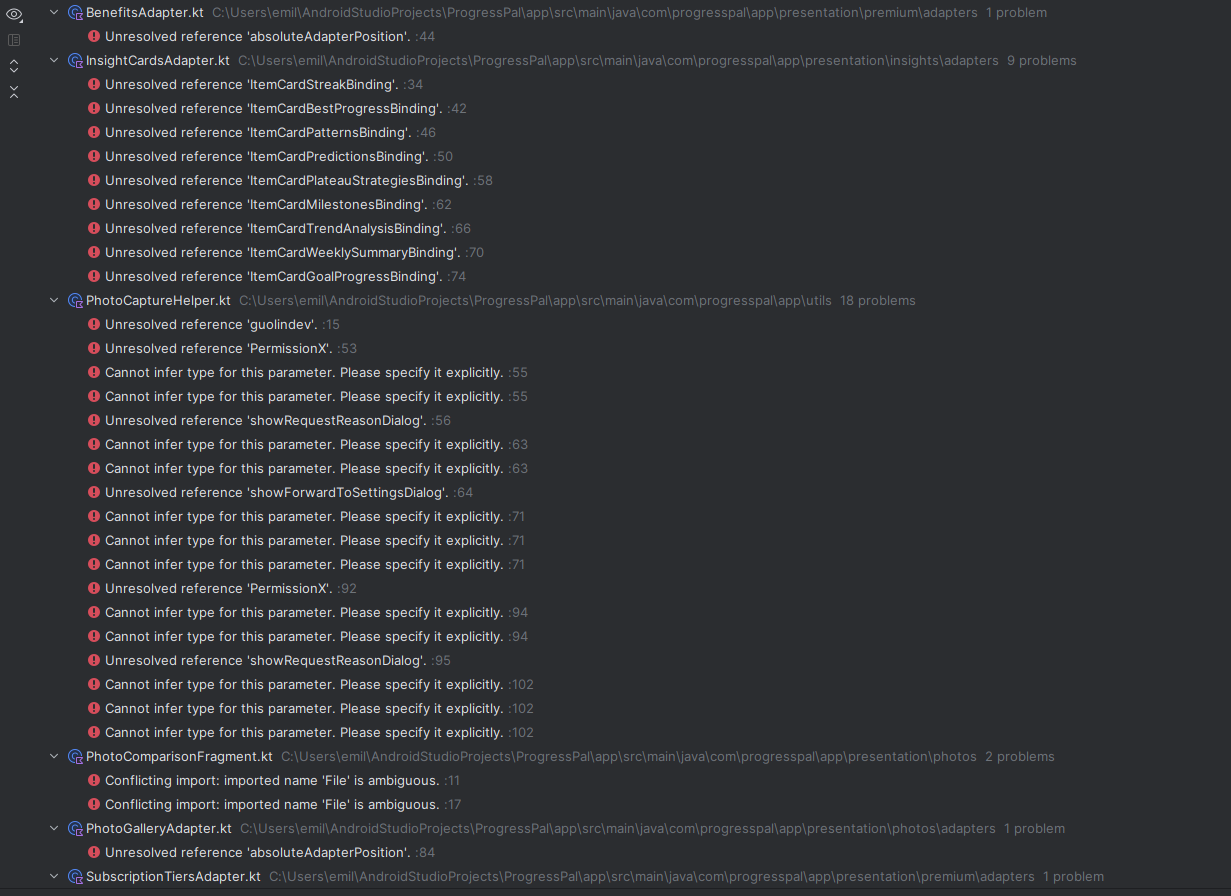 BenefitsAdapter.kt C:\Users\emil\AndroidStudioProjects\ProgressPal\app\src\main\java\com\progresspal\app\presentation\premium\adapters 1 problem
Unresolved reference 'absoluteAdapterPosition'. :44
InsightCardsAdapter.kt C:\Users\emil\AndroidStudioProjects\ProgressPal\app\src\main\java\com\progresspal\app\presentation\insights\adapters 9 problems
Unresolved reference 'ItemCardStreakBinding'. :34
Unresolved reference 'ItemCardBestProgressBinding'. :42
Unresolved reference 'ItemCardPatternsBinding'. :46
Unresolved reference 'ItemCardPredictionsBinding'. :50
Unresolved reference 'ItemCardPlateauStrategiesBinding'. :58
Unresolved reference 'ItemCardMilestonesBinding'. :62
Unresolved reference 'ItemCardTrendAnalysisBinding'. :66
Unresolved reference 'ItemCardWeeklySummaryBinding'. :70
Unresolved reference 'ItemCardGoalProgressBinding'. :74
PhotoCaptureHelper.kt C:\Users\emil\AndroidStudioProjects\ProgressPal\app\src\main\java\com\progresspal\app\utils 18 problems
Unresolved reference 'guolindev'. :15
Unresolved reference 'PermissionX'. :53
Cannot infer type for this parameter. Please specify it explicitly. :55
Cannot infer type for this parameter. Please specify it explicitly. :55
Unresolved reference 'showRequestReasonDialog'. :56
Cannot infer type for this parameter. Please specify it explicitly. :63
Cannot infer type for this parameter. Please specify it explicitly. :63
Unresolved reference 'showForwardToSettingsDialog'. :64
Cannot infer type for this parameter. Please specify it explicitly. :71
Cannot infer type for this parameter. Please specify it explicitly. :71
Cannot infer type for this parameter. Please specify it explicitly. :71
Unresolved reference 'PermissionX'. :92
Cannot infer type for this parameter. Please specify it explicitly. :94
Cannot infer type for this parameter. Please specify it explicitly. :94
Unresolved reference 'showRequestReasonDialog'. :95
Cannot infer type for this parameter. Please specify it explicitly. :102
Cannot infer type for this parameter. Please specify it explicitly. :102
Cannot infer type for this parameter. Please specify it explicitly. :102
PhotoComparisonFragment.kt C:\Users\emil\AndroidStudioProjects\ProgressPal\app\src\main\java\com\progresspal\app\presentation\photos 2 problems
Conflicting import: imported name 'File' is ambiguous. :11
Conflicting import: imported name 'File' is ambiguous. :17
PhotoGalleryAdapter.kt C:\Users\emil\AndroidStudioProjects\ProgressPal\app\src\main\java\com\progresspal\app\presentation\photos\adapters 1 problem
Unresolved reference 'absoluteAdapterPosition'. :84
SubscriptionTiersAdapter.kt C:\Users\emil\AndroidStudioProjects\ProgressPal\app\src\main\java\com\progresspal\app\presentation\premium\adapters 1 problem